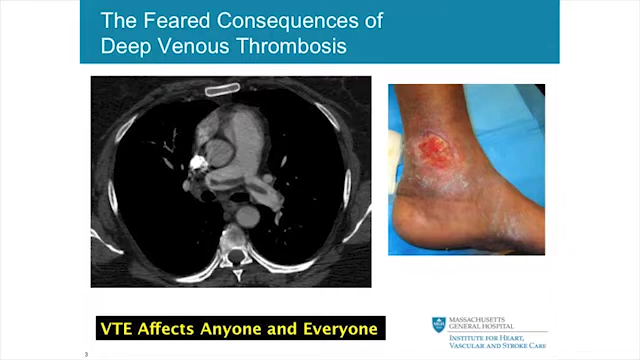 The Feared Consequences of
Deep Venous Thrombosis
VTE Affects Anyone and Everyone
MASSACHUSETTS
GENERAL HOSPITAL
INSTITUTE FOR HEART,
VASCULAR AND STROKE CARE
3